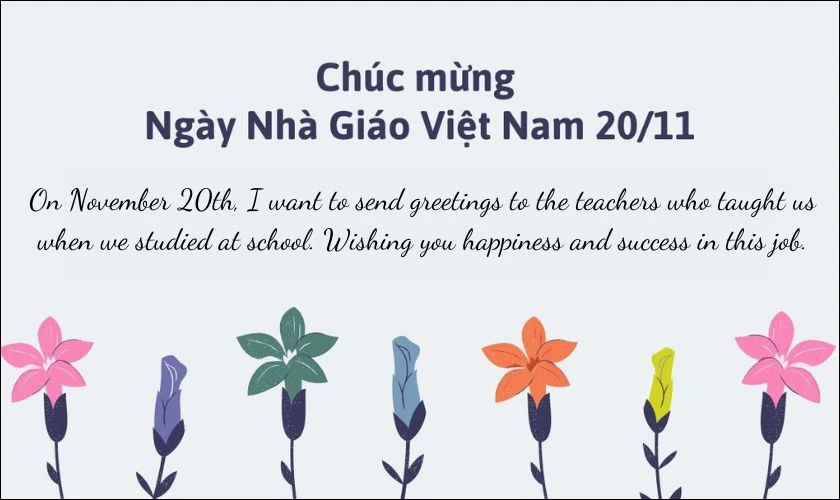 Chúc mừng
Ngày Nhà Giáo Việt Nam 20/11
On November 20th, I want to send greetings to the teachers who taught us
when we studied at school. Wishing you happiness and success in this job.